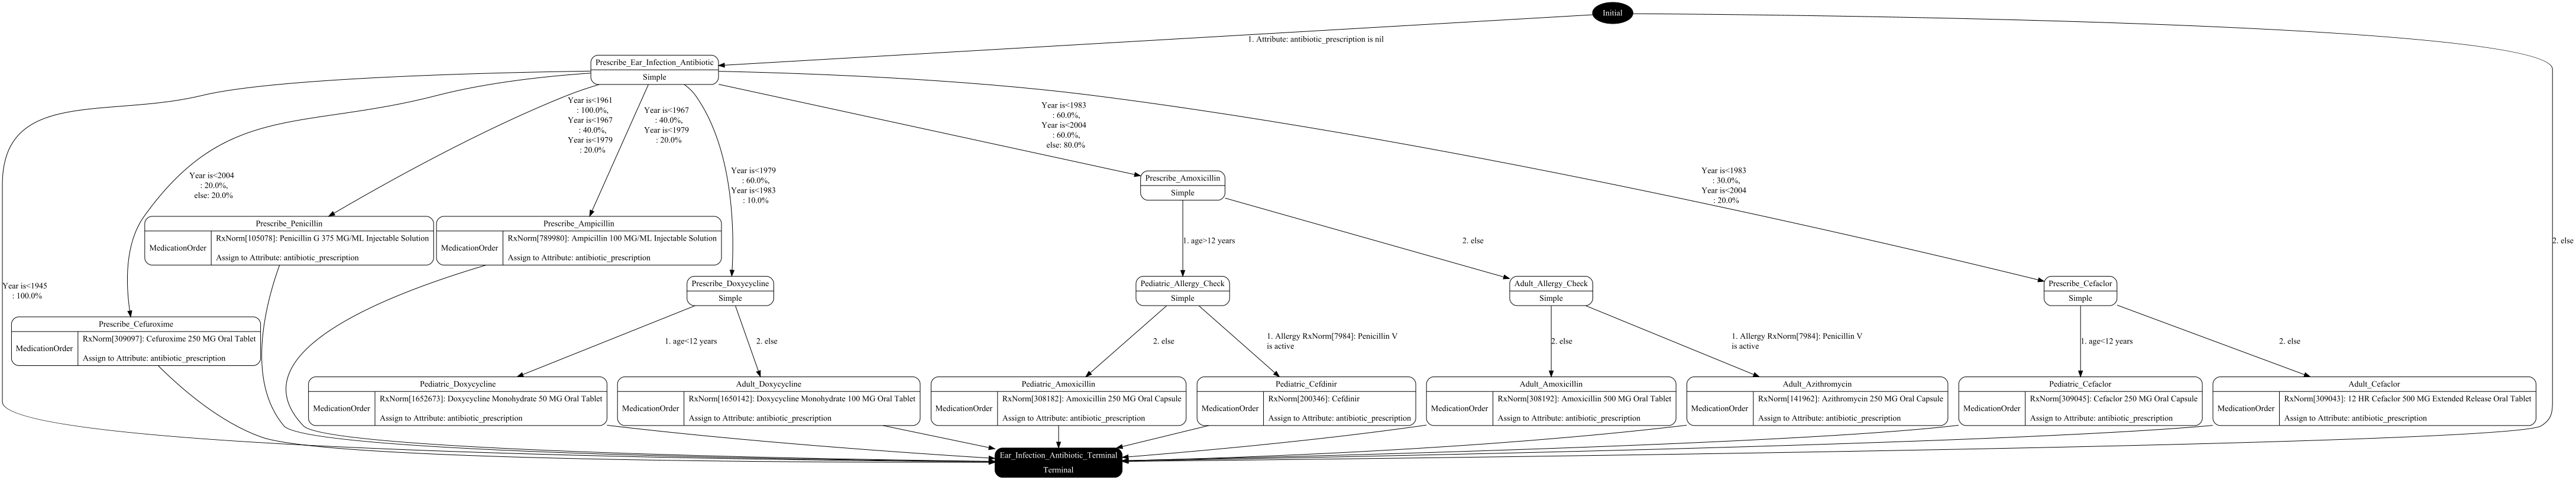 Initial
1. Attribute: antibiotic_prescription is nil
Prescribe_Ear_Infection_Antibiotic
Simple
Year is<1961
: 100.0%,
Year is<1967
: 40.0%,
Year is<1979
: 20.0%
Year is<1967
: 40.0%,
Year is<1979
: 20.0%
Year is<1983
: 60.0%,
Year is<2004
: 60.0%,
else: 80.0%
Year is<2004
: 20.0%,
else: 20.0%
Year is<1979
: 60.0%,
Year is<1983
: 10.0%
Year is<1983
: 30.0%,
Year is<2004
: 20.0%
Prescribe_Amoxicillin
Simple
Prescribe_Penicillin
MedicationOrder
RxNorm[105078]: Penicillin G 375 MG/ML Injectable Solution
Assign to Attribute: antibiotic_prescription
Prescribe_Ampicillin
MedicationOrder
RxNorm[789980]: Ampicillin 100 MG/ML Injectable Solution
Assign to Attribute: antibiotic_prescription
1. age>12 years
2. else
2. else
Year is<1945
: 100.0%
Prescribe_Doxycycline
Simple
Pediatric_Allergy_Check
Simple
Adult_Allergy_Check
Simple
Prescribe_Cefaclor
Simple
Prescribe_Cefuroxime
MedicationOrder
RxNorm[309097]: Cefuroxime 250 MG Oral Tablet
Assign to Attribute: antibiotic_prescription
1. age<12 years
2. else
2. else
1. Allergy RxNorm[7984]: Penicillin V
is active
2. else
1. Allergy RxNorm[7984]: Penicillin V
is active
1. age<12 years
2. else
Pediatric_Doxycycline
MedicationOrder
RxNorm[1652673]: Doxycycline Monohydrate 50 MG Oral Tablet
Assign to Attribute: antibiotic_prescription
Adult_Doxycycline
MedicationOrder
RxNorm[1650142]: Doxycycline Monohydrate 100 MG Oral Tablet
Assign to Attribute: antibiotic_prescription
Pediatric_Amoxicillin
MedicationOrder
RxNorm[308182]: Amoxicillin 250 MG Oral Capsule
Assign to Attribute: antibiotic_prescription
Pediatric_Cefdinir
MedicationOrder
RxNorm[200346]: Cefdinir
Assign to Attribute: antibiotic_prescription
Adult_Amoxicillin
MedicationOrder
RxNorm[308192]: Amoxicillin 500 MG Oral Tablet
Assign to Attribute: antibiotic_prescription
Adult_Azithromycin
MedicationOrder
RxNorm[141962]: Azithromycin 250 MG Oral Capsule
Assign to Attribute: antibiotic_prescription
Pediatric_Cefaclor
MedicationOrder
RxNorm[309045]: Cefaclor 250 MG Oral Capsule
Assign to Attribute: antibiotic_prescription
Adult_Cefaclor
MedicationOrder
RxNorm[309043]: 12 HR Cefaclor 500 MG Extended Release Oral Tablet
Assign to Attribute: antibiotic_prescription
Ear_Infection_Antibiotic_Terminal
Terminal